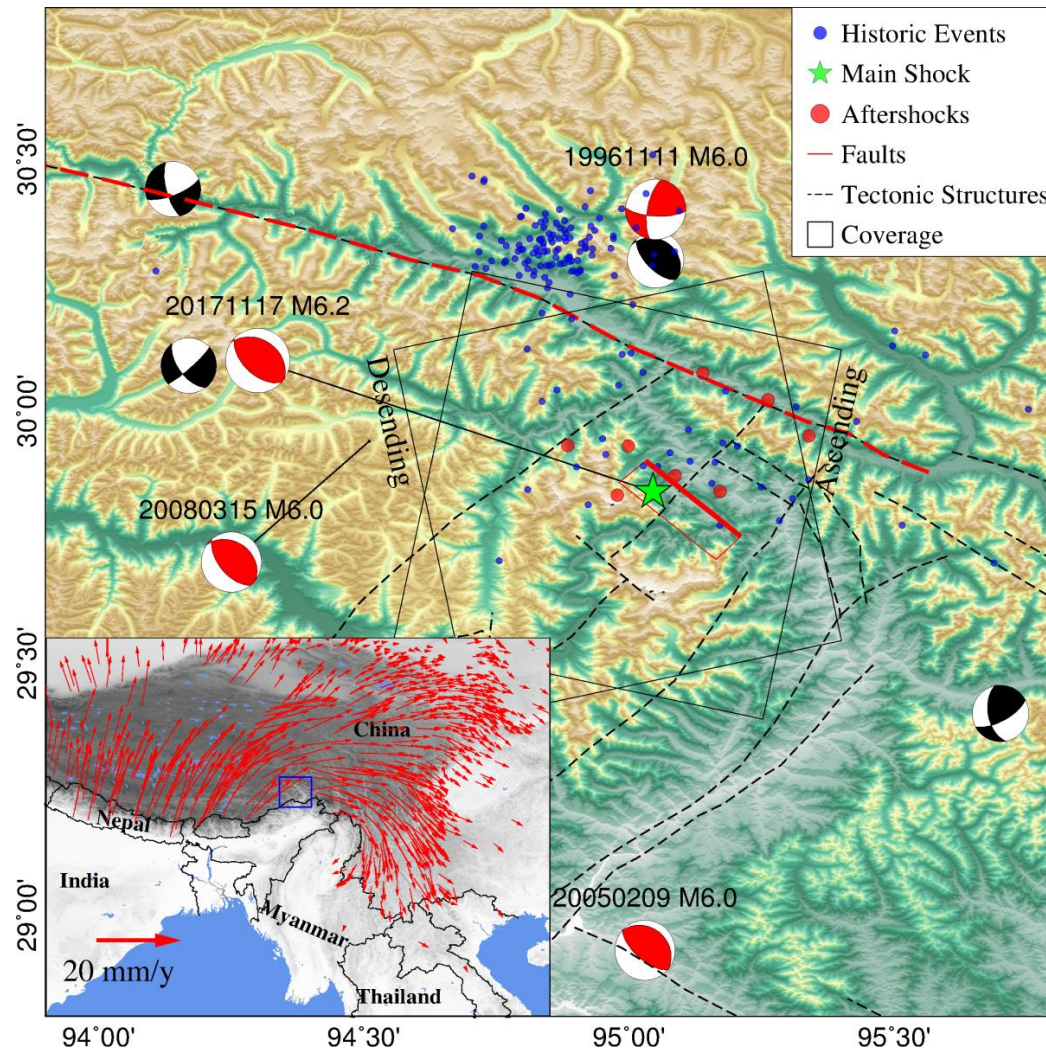 Historic Events
Main Shock
Aftershocks
Faults
Tectonic Structures
Coverage
19961111 M6.0
20171117 M6.2
Desending
Ascending
20080315 M6.0
20050209 M6.0
China
Nepal
India
Myanmar
Thailand
20 mm/y
30°30'
30°00'
29°30'
29°00'
94°00'
94°30'
95°00'
95°30'